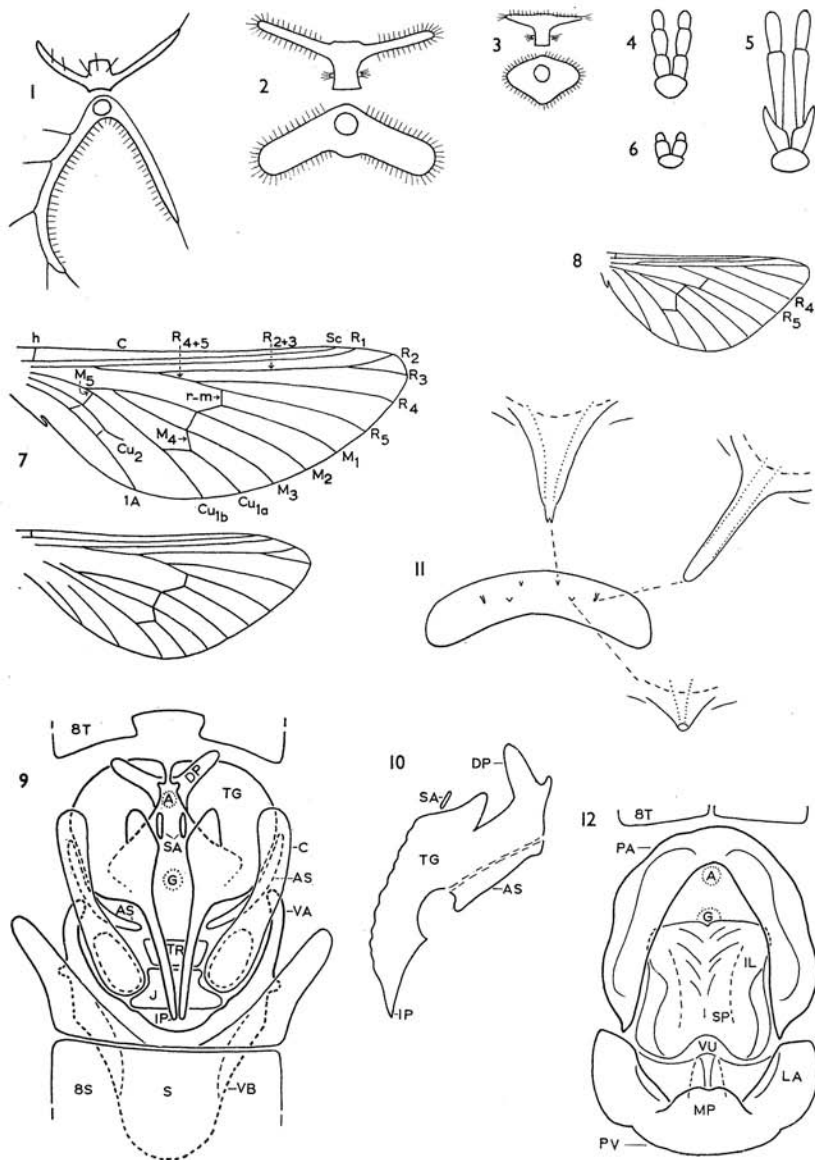 1
2
3
4
5
6
8
R4
R5
h
C
R4+5
R2+3
Sc
R1
R2
R3
R4
R5
M1
M2
M3
Cu1a
Cu1b
1A
Cu2
M5
M4
r–m
7
11
9
8T
DP
A
TG
SA
G
C
AS
AS
VA
TR
J
IP
8S
S
VB
10
DP
SA
TG
AS
IP
12
8T
PA
A
G
IL
SP
VU
LA
MP
PV